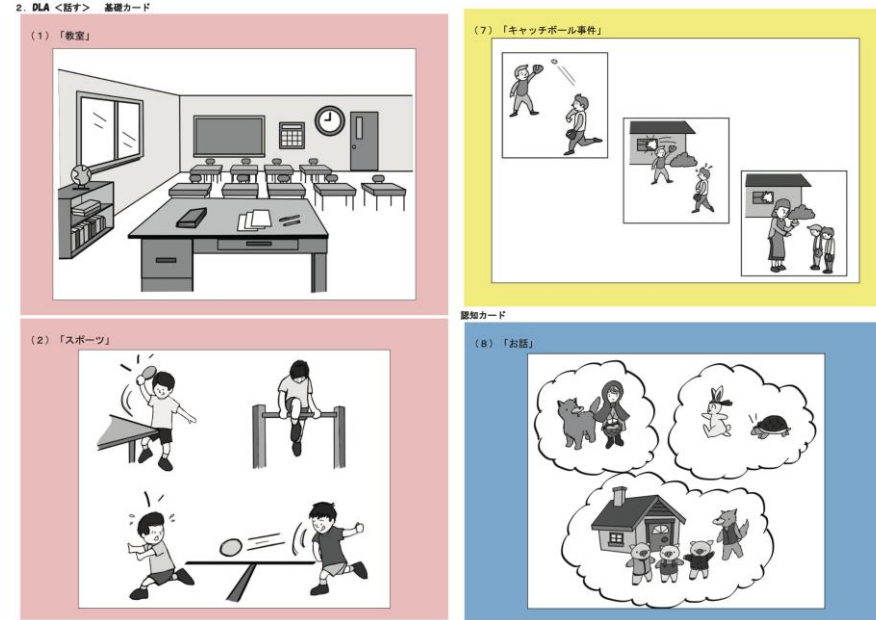 2. DLA ＜話す＞　基礎カード
（1）「教室」
（2）「スポーツ」
（7）「キャッチボール事件」
認知カード
（8）「お話」